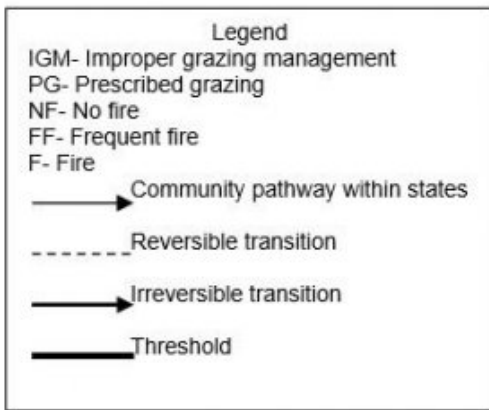 Legend
IGM- Improper grazing management
PG- Prescribed grazing
NF- No fire
FF- Frequent fire
F- Fire
Community pathway within states
Reversible transition
Irreversible transition
Threshold